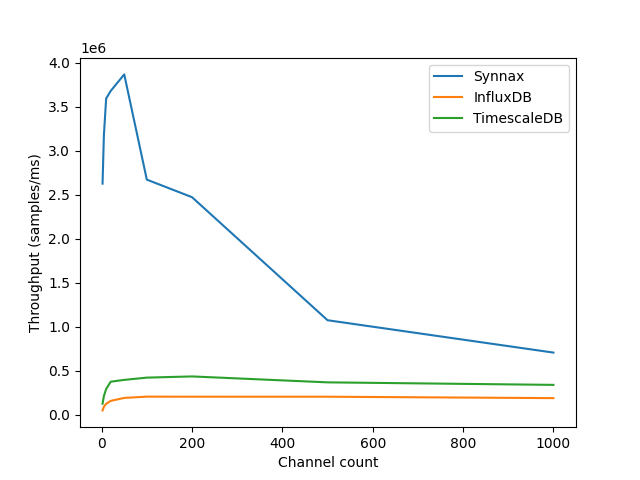 1e6
Synnax
InfluxDB
TimescaleDB
4.0
3.5
3.0
2.5
2.0
1.5
1.0
0.5
0.0
Throughput (samples/ms)
0 200 400 600 800 1000
Channel count